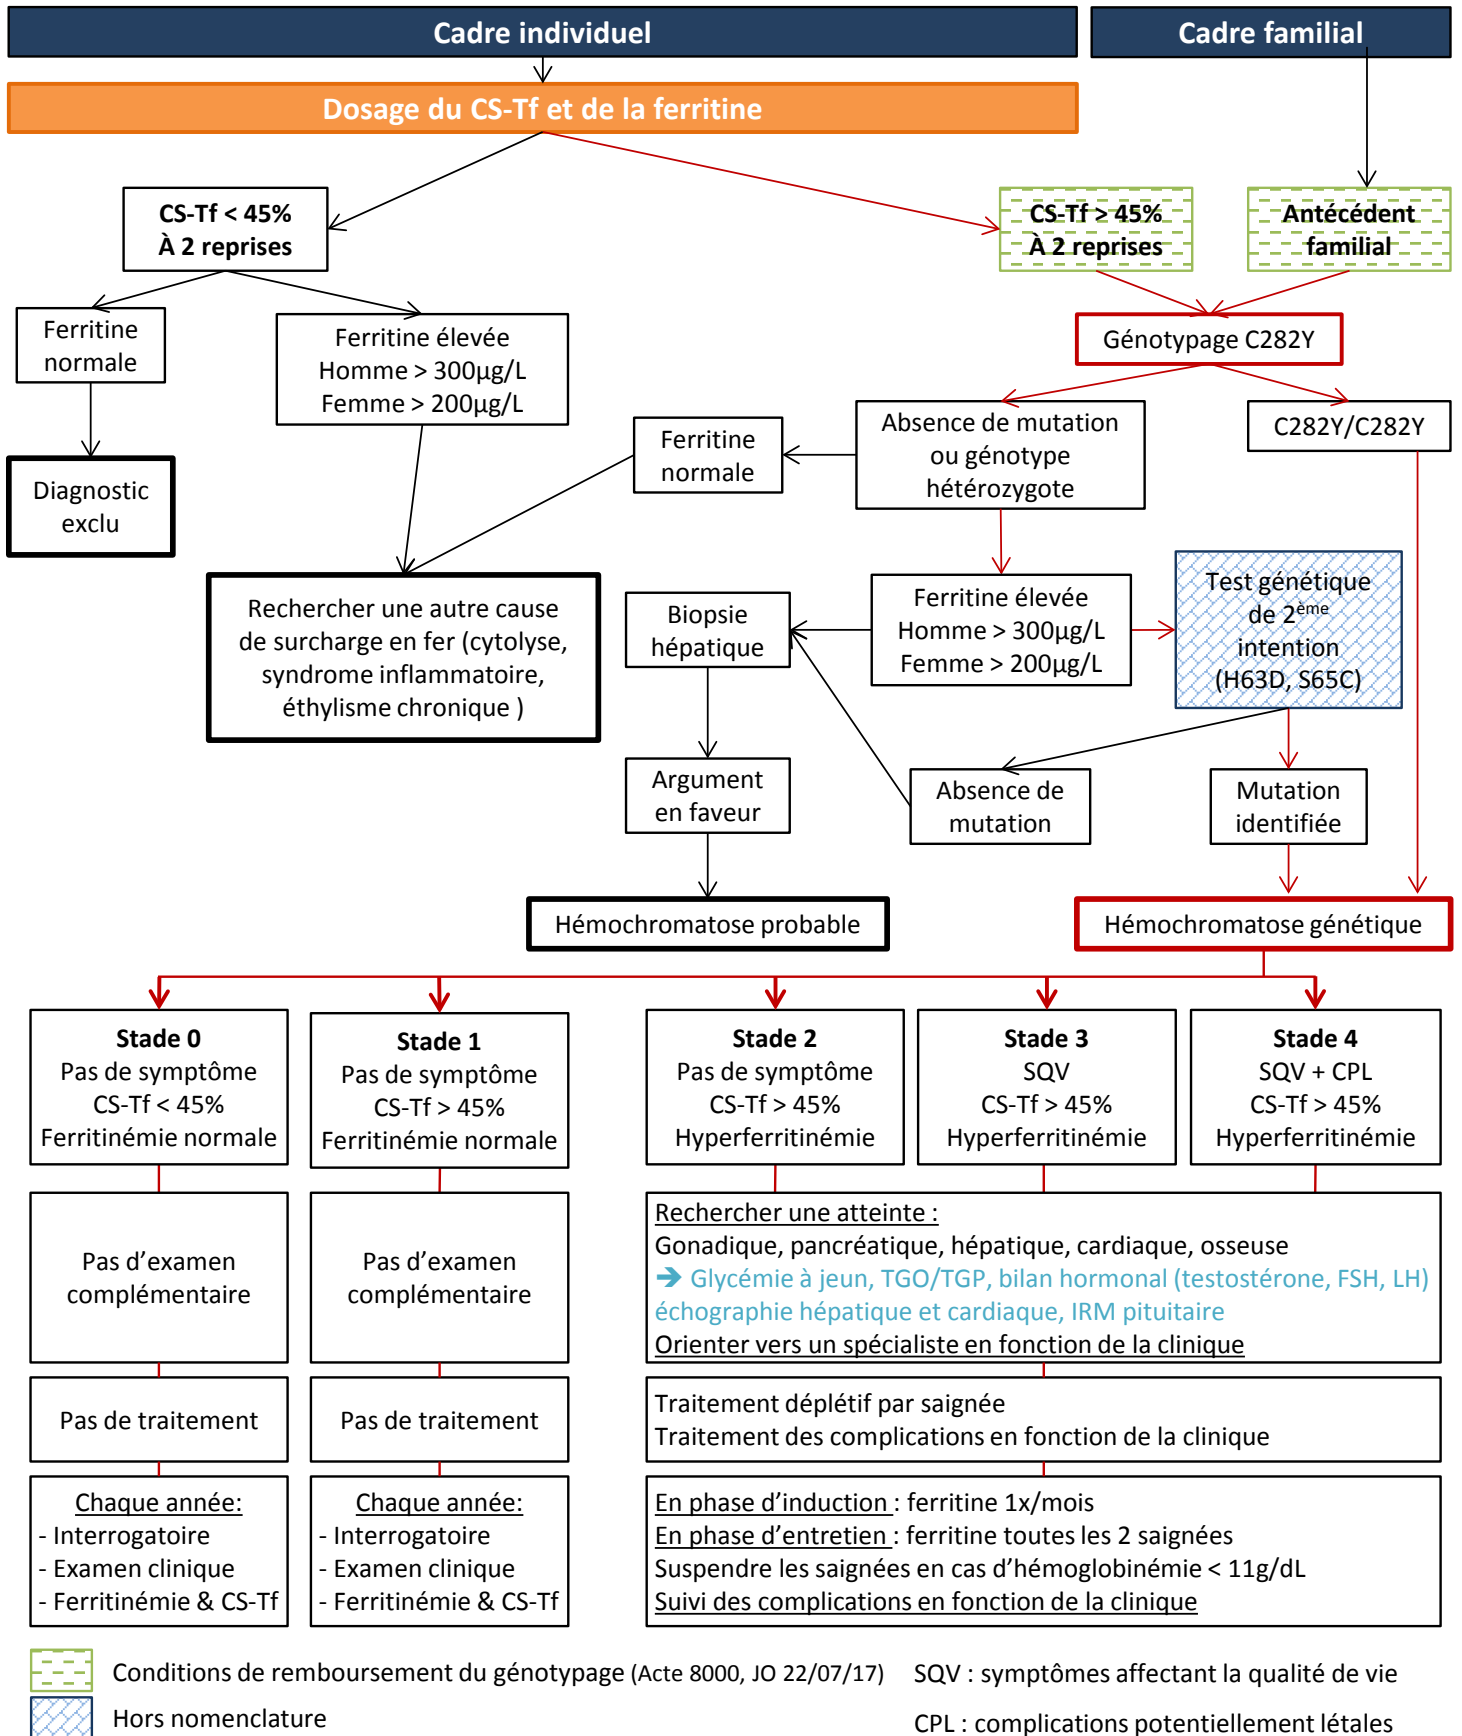 Cadre individuel
Cadre familial
Dosage du CS-Tf et de la ferritine
CS-Tf < 45%
À 2 reprises
CS-Tf > 45%
À 2 reprises
Antécédent
familial
Ferritine
normale
Ferritine élevée
Homme > 300µg/L
Femme > 200µg/L
Génotypage C282Y
Ferritine
normale
Absence de mutation
ou génotype
hétérozygote
C282Y/C282Y
Diagnostic
exclu
Rechercher une autre cause
de surcharge en fer (cytolyse,
syndrome inflammatoire,
éthylisme chronique )
Biopsie
hépatique
Ferritine élevée
Homme > 300µg/L
Femme > 200µg/L
Test génétique
de 2ème
intention
(H63D, S65C)
Argument
en faveur
Absence de
mutation
Mutation
identifiée
Hémochromatose probable
Hémochromatose génétique
Stade 0
Pas de symptôme
CS-Tf < 45%
Ferritinémie normale
Stade 1
Pas de symptôme
CS-Tf > 45%
Ferritinémie normale
Stade 2
Pas de symptôme
CS-Tf > 45%
Hyperferritinémie
Stade 3
SQV
CS-Tf > 45%
Hyperferritinémie
Stade 4
SQV + CPL
CS-Tf > 45%
Hyperferritinémie
Pas d’examen
complémentaire
Pas d’examen
complémentaire
Rechercher une atteinte :
Gonadique, pancréatique, hépatique, cardiaque, osseuse
➔ Glycémie à jeun, TGO/TGP, bilan hormonal (testostérone, FSH, LH)
échographie hépatique et cardiaque, IRM pituitaire
Orienter vers un spécialiste en fonction de la clinique
Pas de traitement
Pas de traitement
Traitement déplétif par saignée
Traitement des complications en fonction de la clinique
Chaque année:
- Interrogatoire
- Examen clinique
- Ferritinémie & CS-Tf
Chaque année:
- Interrogatoire
- Examen clinique
- Ferritinémie & CS-Tf
En phase d’induction : ferritine 1x/mois
En phase d’entretien : ferritine toutes les 2 saignées
Suspendre les saignées en cas d’hémoglobinémie < 11g/dL
Suivi des complications en fonction de la clinique
Conditions de remboursement du génotypage (Acte 8000, JO 22/07/17)
SQV : symptômes affectant la qualité de vie
Hors nomenclature
CPL : complications potentiellement létales